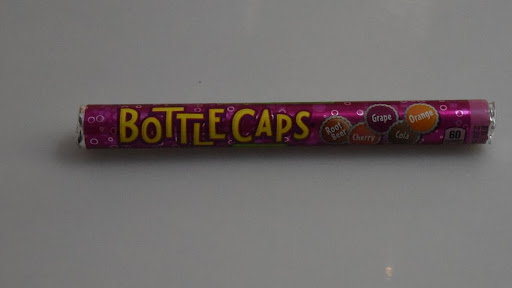 BOTTLE CAPS
Root Beer
Cherry
Grape
Cola
Orange
60